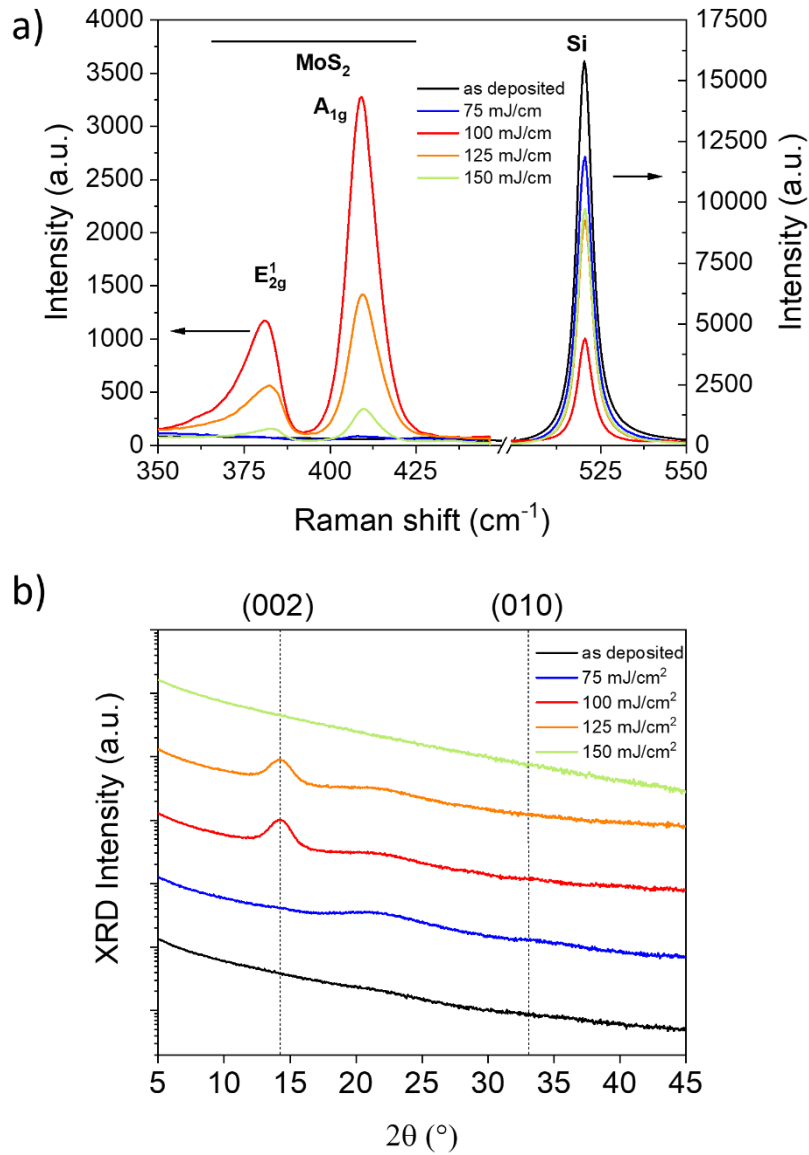 a)
4000
3500
3000
2500
2000
1500
1000
500
0
Intensity (a.u.)
MoS₂
A₁g
E¹₂g
Si
as deposited
75 mJ/cm
100 mJ/cm
125 mJ/cm
150 mJ/cm
17500
15000
12500
10000
7500
5000
2500
0
Intensity (a.u.)
350 375 400 425 525 550
Raman shift (cm⁻¹)
b)
(002) (010)
as deposited
75 mJ/cm²
100 mJ/cm²
125 mJ/cm²
150 mJ/cm²
XRD Intensity (a.u.)
5 10 15 20 25 30 35 40 45
2θ (°)